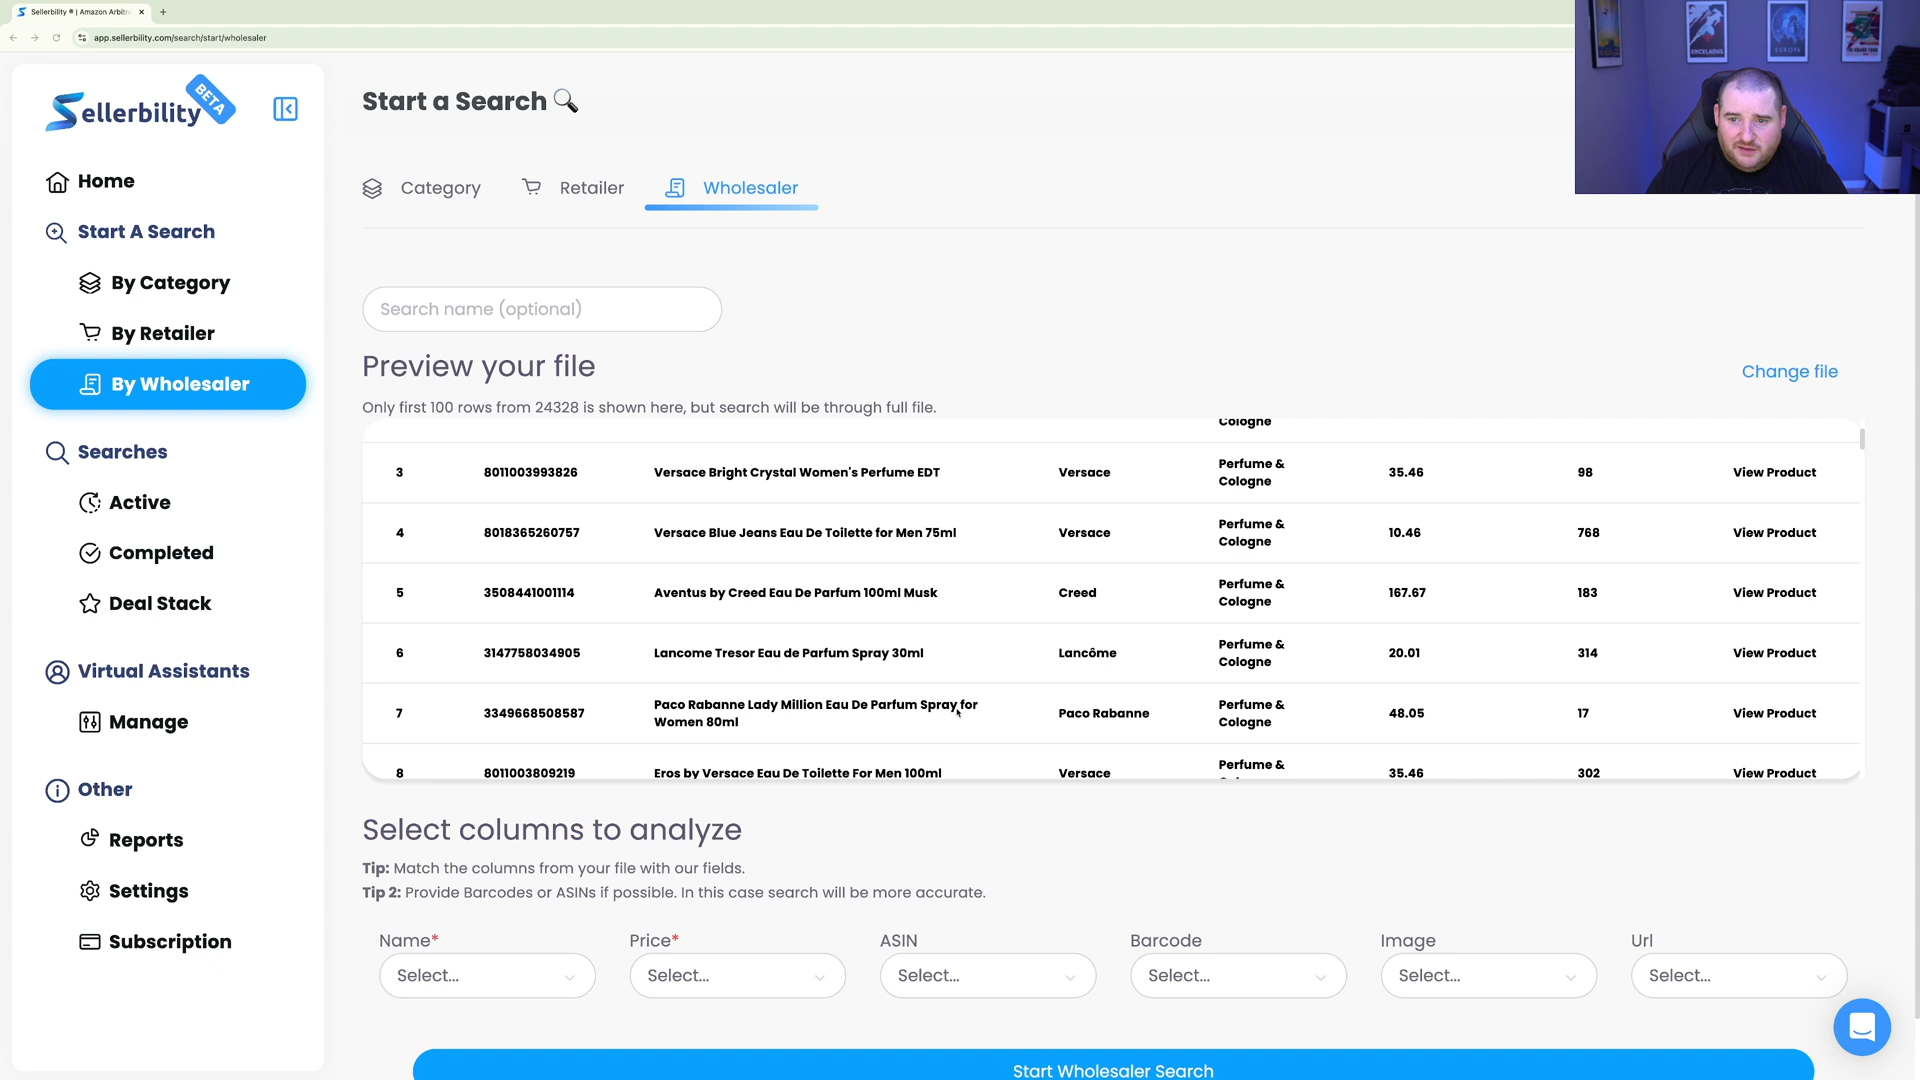 Sellerbility ® | Amazon Arbitra
app.sellerbility.com/search/start/wholesaler
Sellerbility
BETA
Home
Start A Search
By Category
By Retailer
By Wholesaler
Searches
Active
Completed
Deal Stack
Virtual Assistants
Manage
Other
Reports
Settings
Subscription
Start a Search
Category
Retailer
Wholesaler
Search name (optional)
Preview your file
Change file
Only first 100 rows from 24328 is shown here, but search will be through full file.
Cologne
3 8011003993826 Versace Bright Crystal Women's Perfume EDT Versace Perfume & Cologne 35.46 98 View Product
4 8018365260757 Versace Blue Jeans Eau De Toilette for Men 75ml Versace Perfume & Cologne 10.46 768 View Product
5 3508441001114 Aventus by Creed Eau De Parfum 100ml Musk Creed Perfume & Cologne 167.67 183 View Product
6 3147758034905 Lancome Tresor Eau de Parfum Spray 30ml Lancôme Perfume & Cologne 20.01 314 View Product
7 3349668508587 Paco Rabanne Lady Million Eau De Parfum Spray for Women 80ml Paco Rabanne Perfume & Cologne 48.05 17 View Product
8 8011003809219 Eros by Versace Eau De Toilette For Men 100ml Versace Perfume & 35.46 302 View Product
Select columns to analyze
Tip: Match the columns from your file with our fields.
Tip 2: Provide Barcodes or ASINs if possible. In this case search will be more accurate.
Name* Price* ASIN Barcode Image Url
Select... Select... Select... Select... Select... Select...
Start Wholesaler Search
ENCELADUS
EUROPA